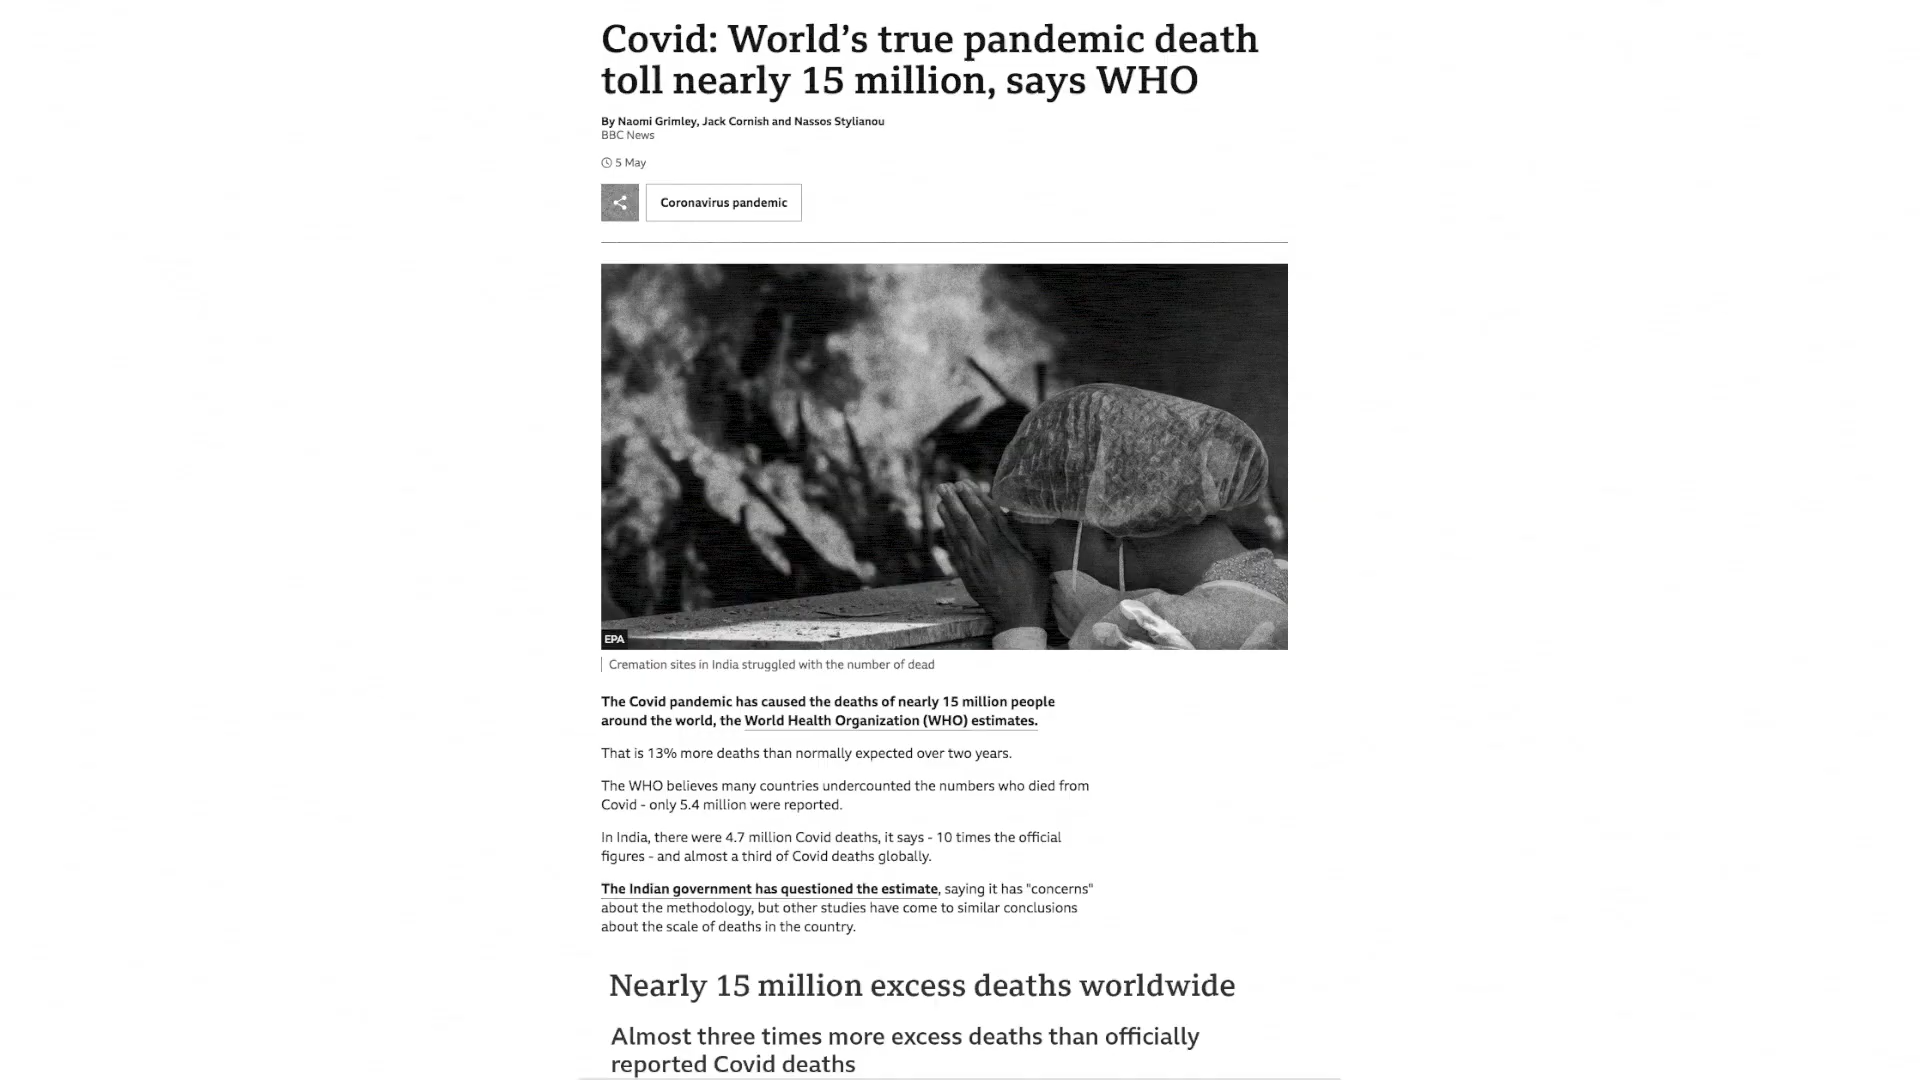 Covid: World’s true pandemic death
toll nearly 15 million, says WHO
By Naomi Grimley, Jack Cornish and Nassos Stylianou
BBC News
5 May
Coronavirus pandemic
EPA
Cremation sites in India struggled with the number of dead
The Covid pandemic has caused the deaths of nearly 15 million people
around the world, the World Health Organization (WHO) estimates.
That is 13% more deaths than normally expected over two years.
The WHO believes many countries undercounted the numbers who died from
Covid - only 5.4 million were reported.
In India, there were 4.7 million Covid deaths, it says - 10 times the official
figures - and almost a third of Covid deaths globally.
The Indian government has questioned the estimate, saying it has "concerns"
about the methodology, but other studies have come to similar conclusions
about the scale of deaths in the country.
Nearly 15 million excess deaths worldwide
Almost three times more excess deaths than officially
reported Covid deaths